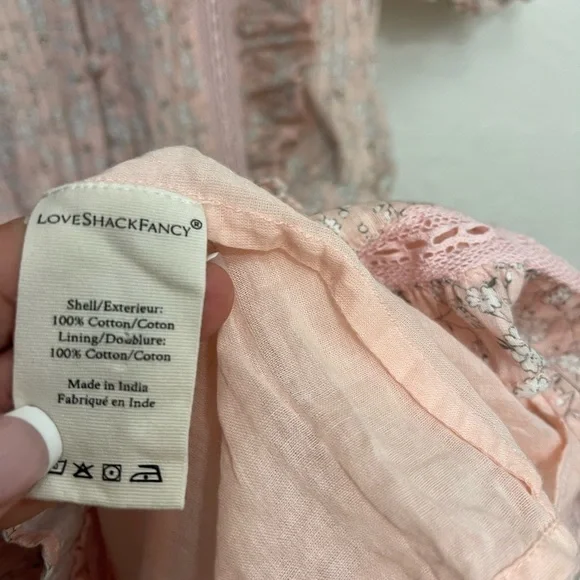 LOVESHACKFANCY®
Shell/Exterieur:
100% Cotton/Coton
Lining/Doublure:
100% Cotton/Coton
Made in India
Fabriqué en Inde